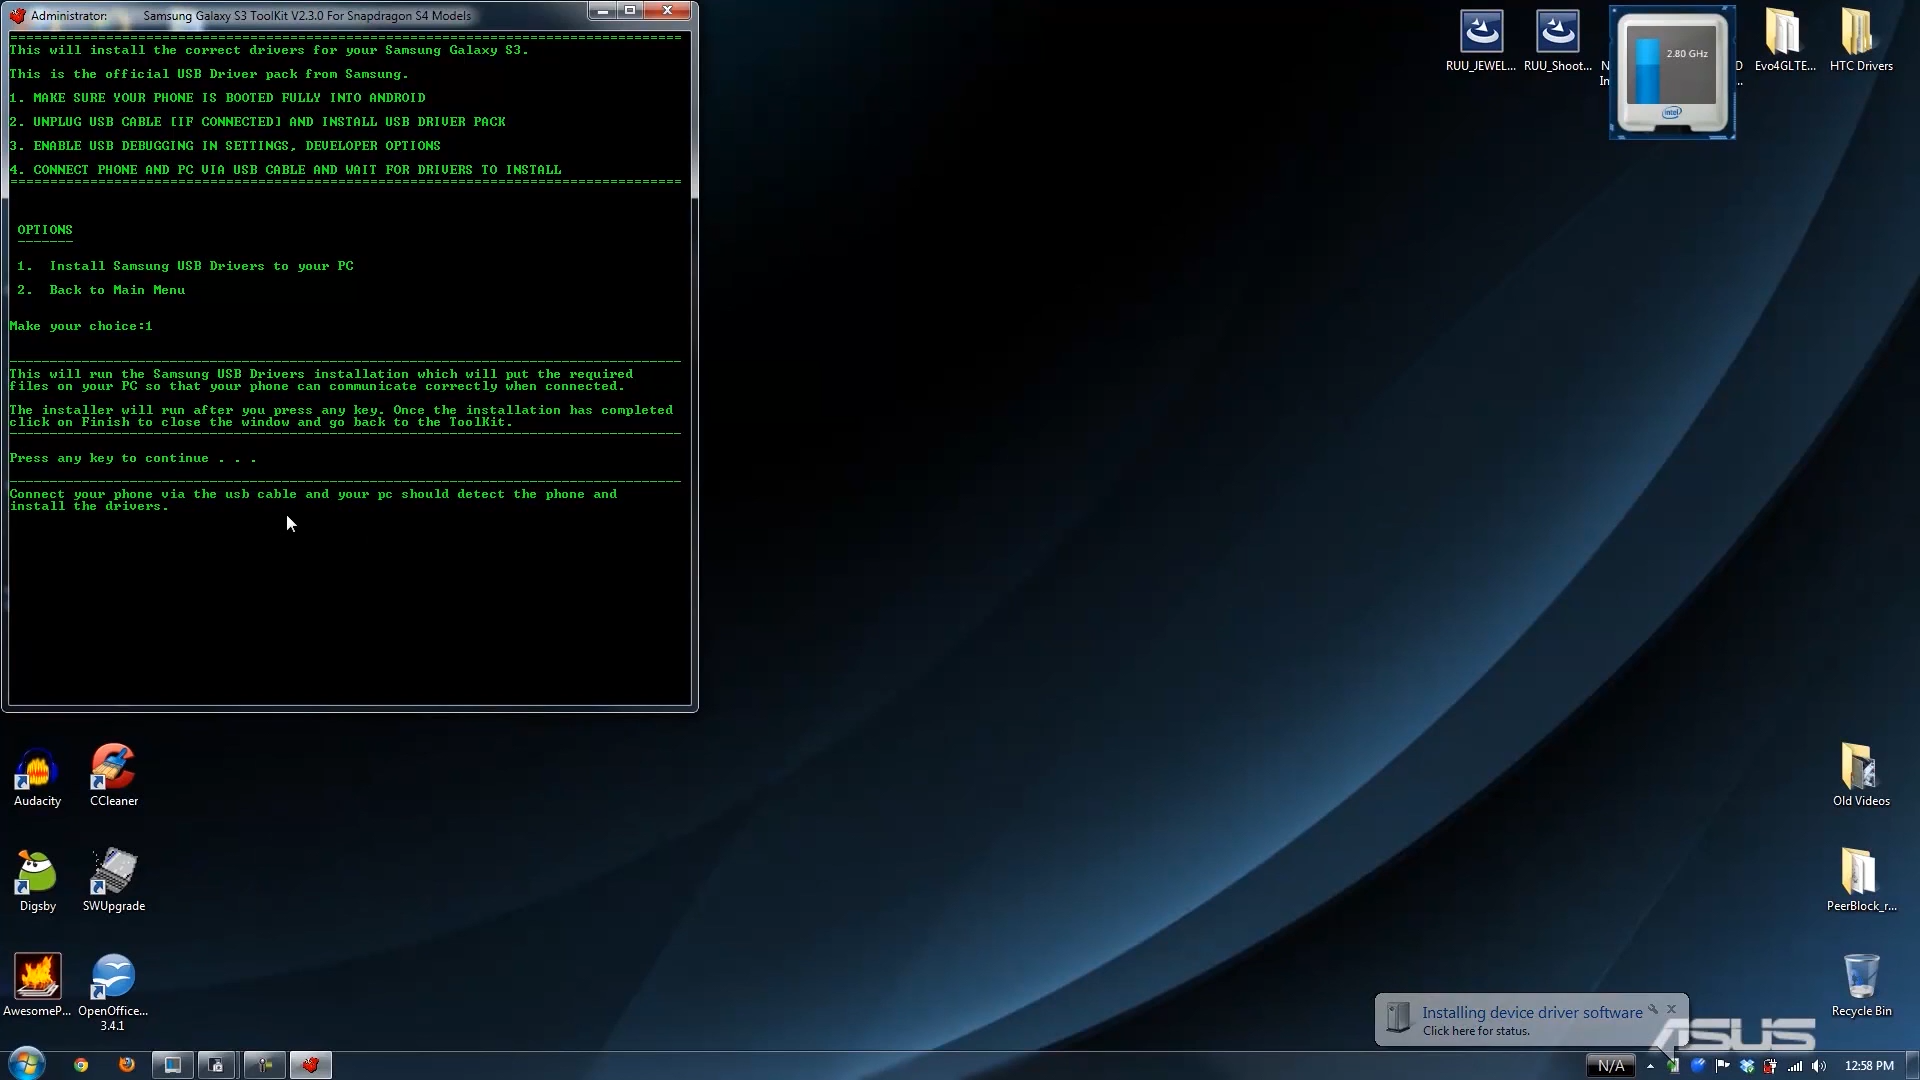 Administrator: Samsung Galaxy S3 ToolKit V2.3.0 For Snapdragon S4 Models
This will install the correct drivers for your Samsung Galaxy S3.
This is the official USB Driver pack from Samsung.
1. MAKE SURE YOUR PHONE IS BOOTED FULLY INTO ANDROID
2. UNPLUG USB CABLE [IF CONNECTED] AND INSTALL USB DRIVER PACK
3. ENABLE USB DEBUGGING IN SETTINGS, DEVELOPER OPTIONS
4. CONNECT PHONE AND PC VIA USB CABLE AND WAIT FOR DRIVERS TO INSTALL
OPTIONS
1. Install Samsung USB Drivers to your PC
2. Back to Main Menu
Make your choice:1
This will run the Samsung USB Drivers installation which will put the required
files on your PC so that your phone can communicate correctly when connected.
The installer will run after you press any key. Once the installation has completed
click on Finish to close the window and go back to the ToolKit.
Press any key to continue . . .
Connect your phone via the usb cable and your pc should detect the phone and
install the drivers.
RUU_JEWEL...
RUU_Shoot...
2.80 GHz
intel
Evo4GLTE...
HTC Drivers
Audacity
CCleaner
Digsby
SWUpgrade
AwesomeP...
OpenOffice...
3.4.1
Old Videos
PeerBlock_r...
Recycle Bin
Installing device driver software
Click here for status.
ASUS
N/A
12:58 PM